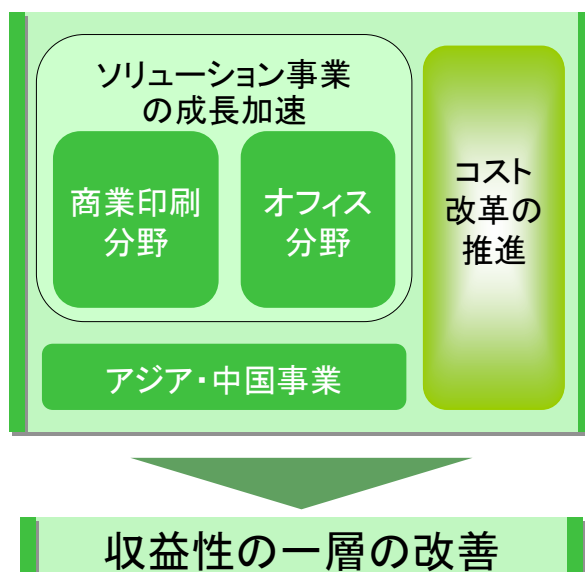 ソリューション事業
の成長加速
商業印刷
分野
オフィス
分野
コスト
改革の
推進
アジア・中国事業
収益性の一層の改善